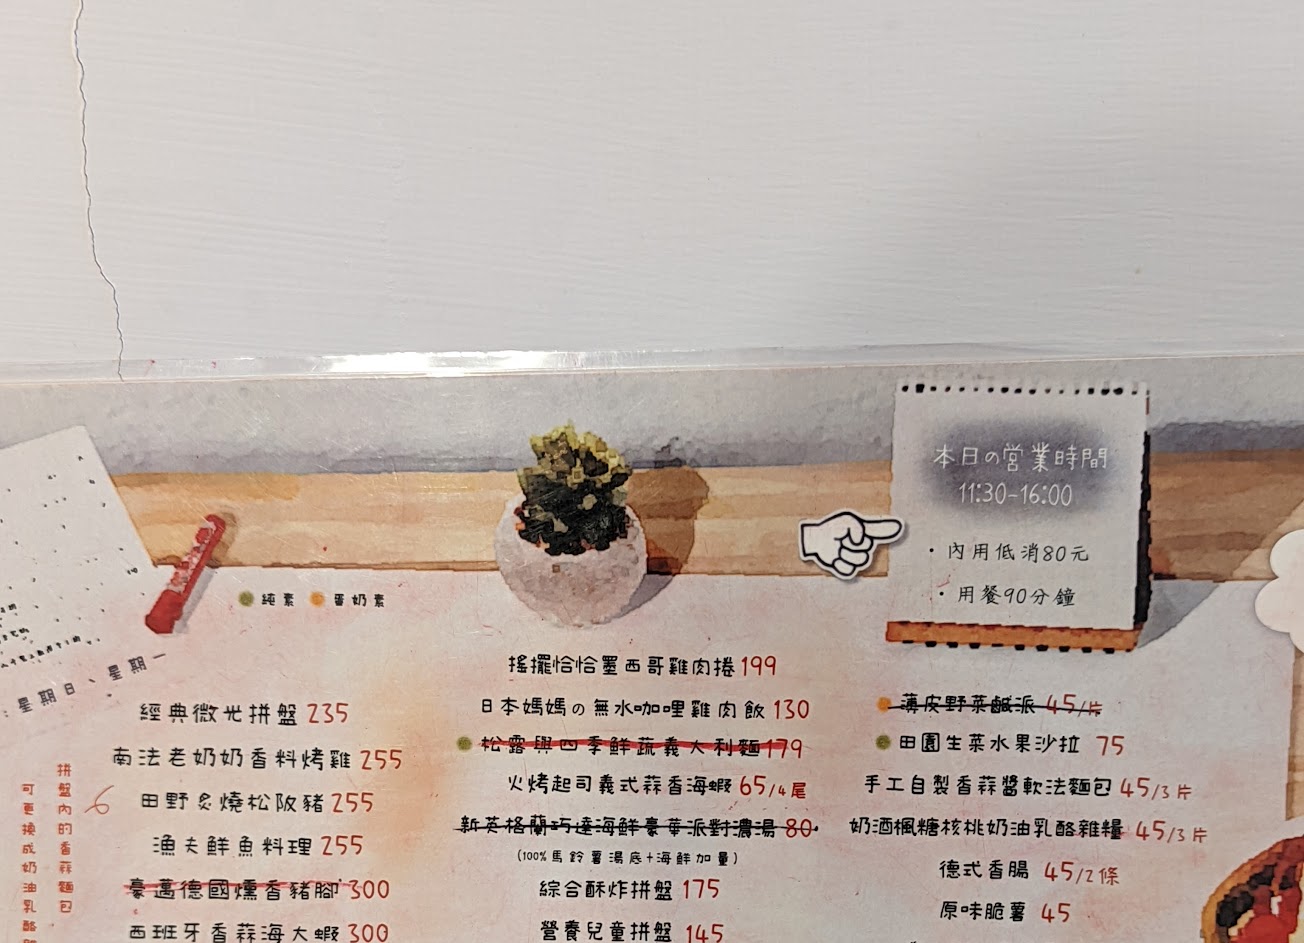 本日の営業時間
11:30-16:00
・內用低消80元
・用餐90分鐘
純素 蛋奶素
星期日、星期一
經典微光拼盤 235
南法老奶奶香料烤雞 255
田野炙燒松阪豬 255
漁夫鮮魚料理 255
豪邁德國燻香豬腳 300
西班牙香蒜海大蝦 300
拼盤內的香蒜麵包
可更換成奶油乳酪
搖擺恰恰墨西哥雞肉捲 199
日本媽媽の無水咖哩雞肉飯 130
松露與四季鮮蔬義大利麵 179
火烤起司義式蒜香海蝦 65/4尾
新英格蘭巧達海鮮豪華派對濃湯 80
(100%馬鈴薯湯底+海鮮加量)
綜合酥炸拼盤 175
營養兒童拼盤 145
薄皮野菜鹹派 45/片
田園生菜水果沙拉 75
手工自製香蒜醬軟法麵包 45/3片
奶酒楓糖核桃奶油乳酪雜糧 45/3片
德式香腸 45/2條
原味脆薯 45